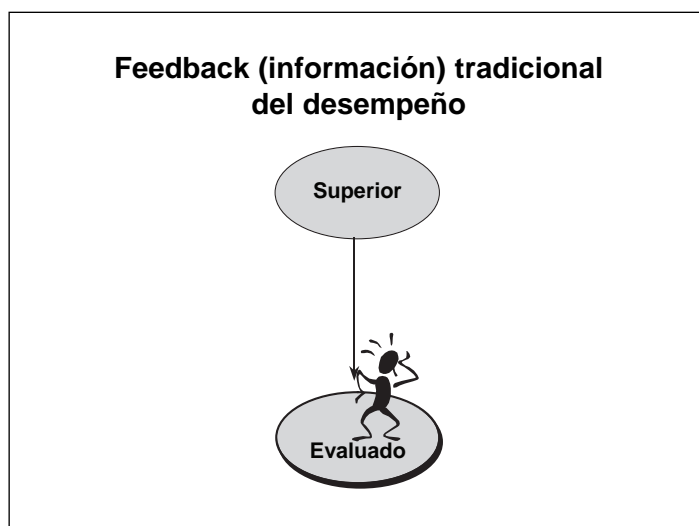 Feedback (información) tradicional
del desempeño
Superior
Evaluado